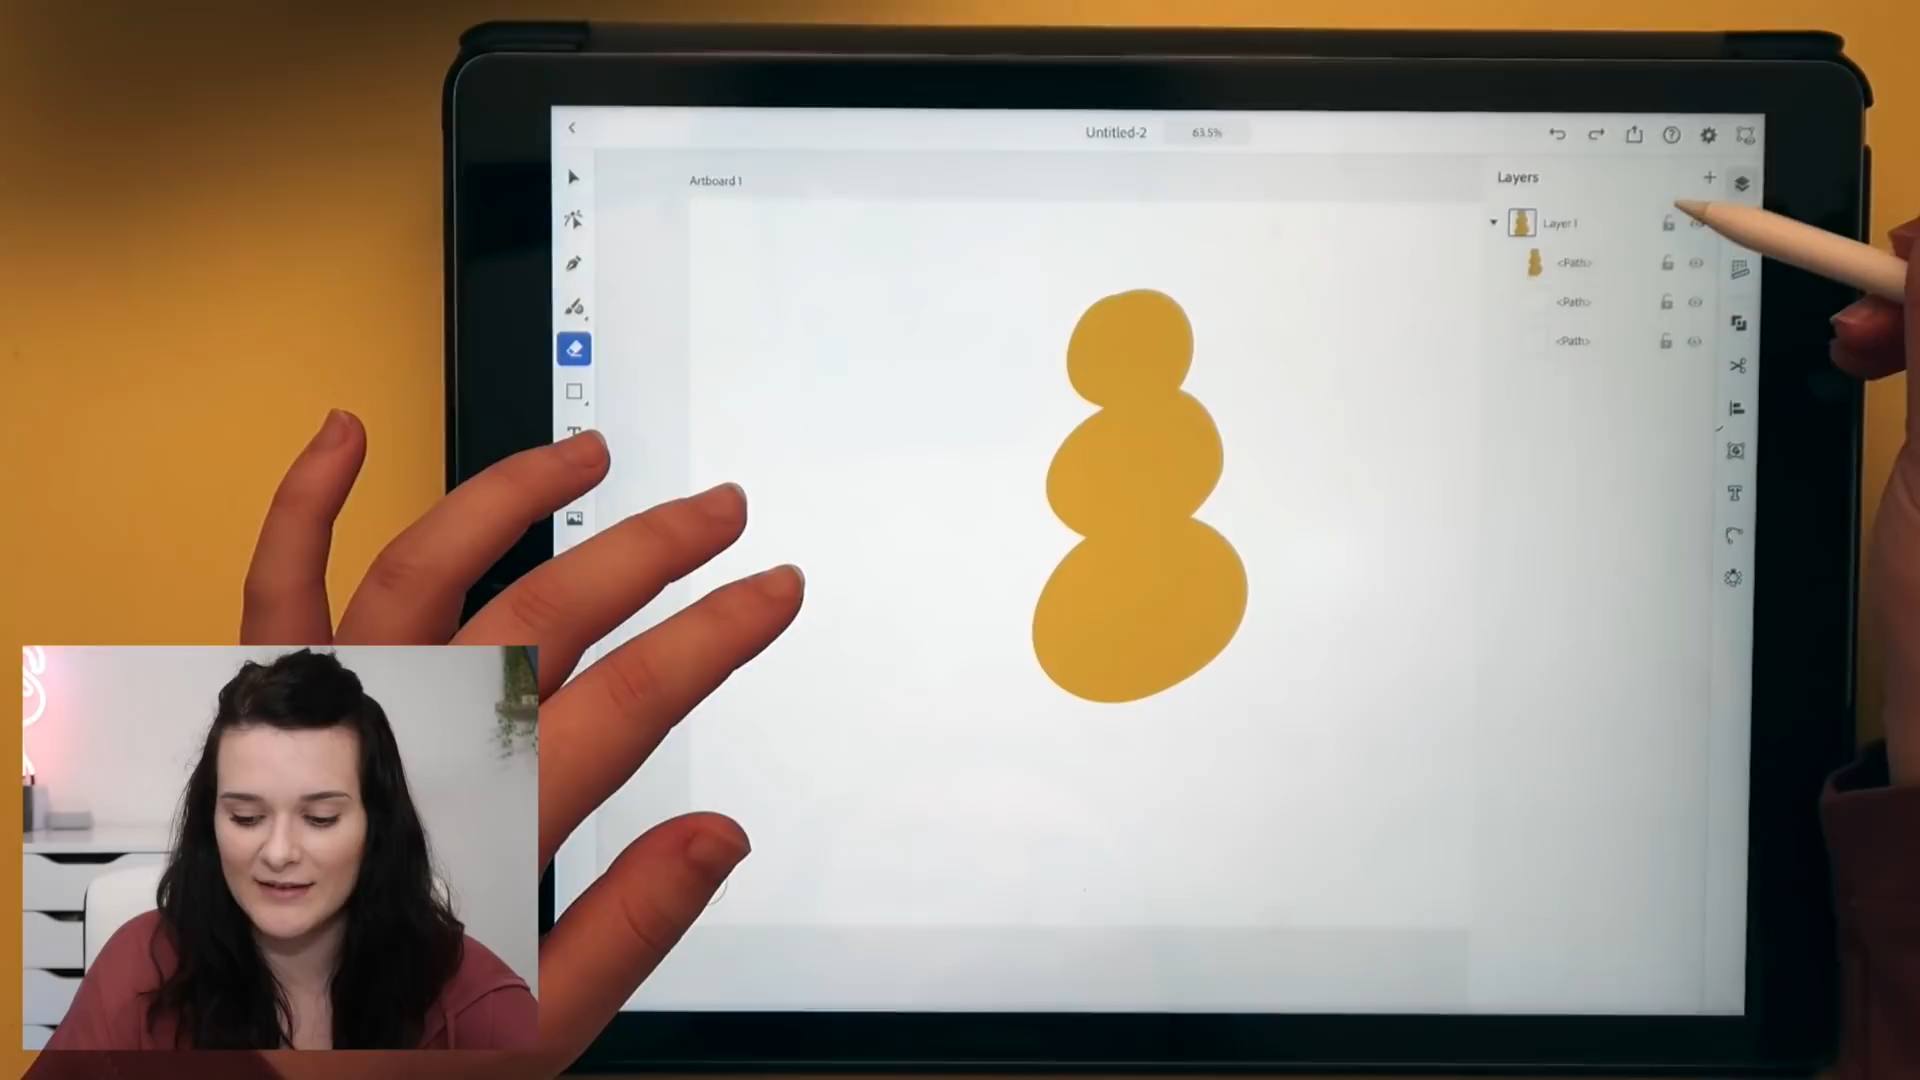 Untitled-2 63.5%
Artboard 1
Layers
Layer 1
<Path>
<Path>
<Path>